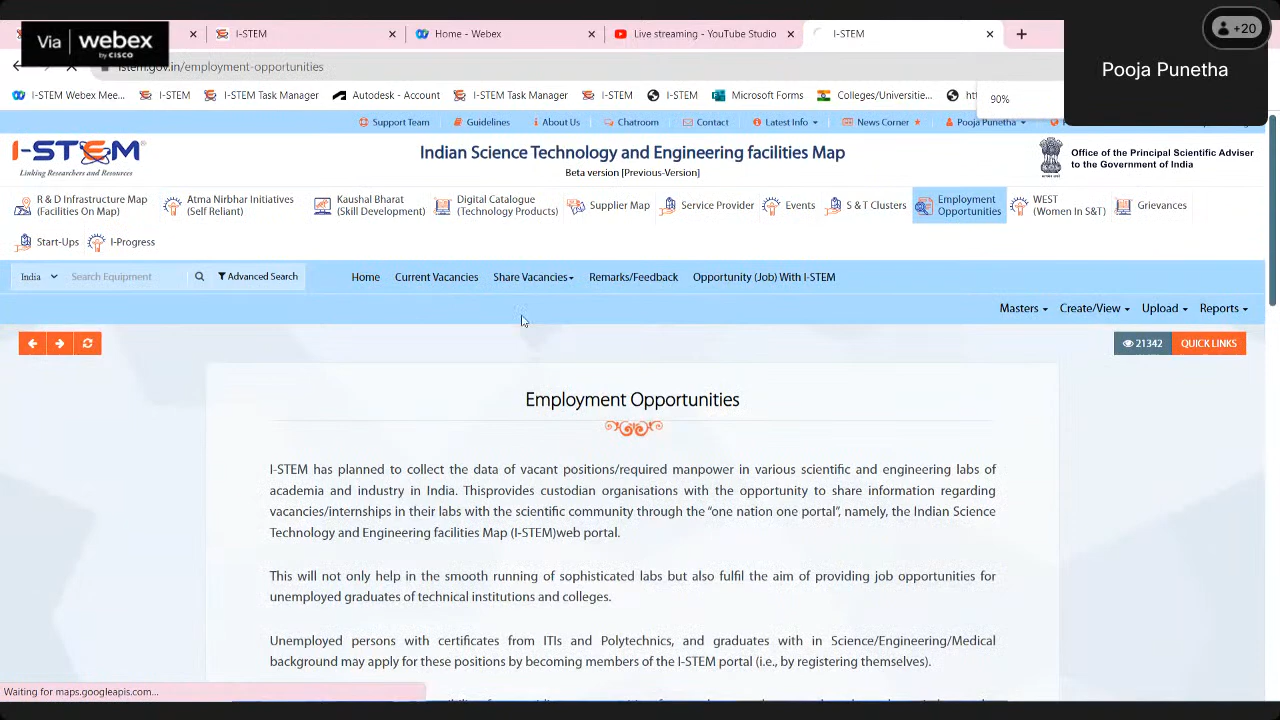 Via webex
by CISCO
I-STEM
Home - Webex
Live streaming - YouTube Studio
I-STEM
+20
Pooja Punetha
istem.gov.in/employment-opportunities
90%
I-STEM Webex Mee... I-STEM I-STEM Task Manager Autodesk - Account I-STEM Task Manager I-STEM I-STEM Microsoft Forms Colleges/Universitie...
Support Team Guidelines About Us Chatroom Contact Latest Info News Corner Pooja Punetha
I-STEM
Linking Researchers and Resources
Indian Science Technology and Engineering facilities Map
Beta version [Previous-Version]
Office of the Principal Scientific Adviser
to the Government of India
R & D Infrastructure Map
(Facilities On Map)
Atma Nirbhar Initiatives
(Self Reliant)
Kaushal Bharat
(Skill Development)
Digital Catalogue
(Technology Products)
Supplier Map
Service Provider
Events
S & T Clusters
Employment
Opportunities
WEST
(Women In S&T)
Grievances
Start-Ups
I-Progress
India Search Equipment Advanced Search Home Current Vacancies Share Vacancies Remarks/Feedback Opportunity (Job) With I-STEM
Masters Create/View Upload Reports
21342 QUICK LINKS
Employment Opportunities
I-STEM has planned to collect the data of vacant positions/required manpower in various scientific and engineering labs of
academia and industry in India. Thisprovides custodian organisations with the opportunity to share information regarding
vacancies/internships in their labs with the scientific community through the "one nation one portal", namely, the Indian Science
Technology and Engineering facilities Map (I-STEM)web portal.
This will not only help in the smooth running of sophisticated labs but also fulfil the aim of providing job opportunities for
unemployed graduates of technical institutions and colleges.
Unemployed persons with certificates from ITIs and Polytechnics, and graduates with in Science/Engineering/Medical
background may apply for these positions by becoming members of the I-STEM portal (i.e., by registering themselves).
Waiting for maps.googleapis.com...